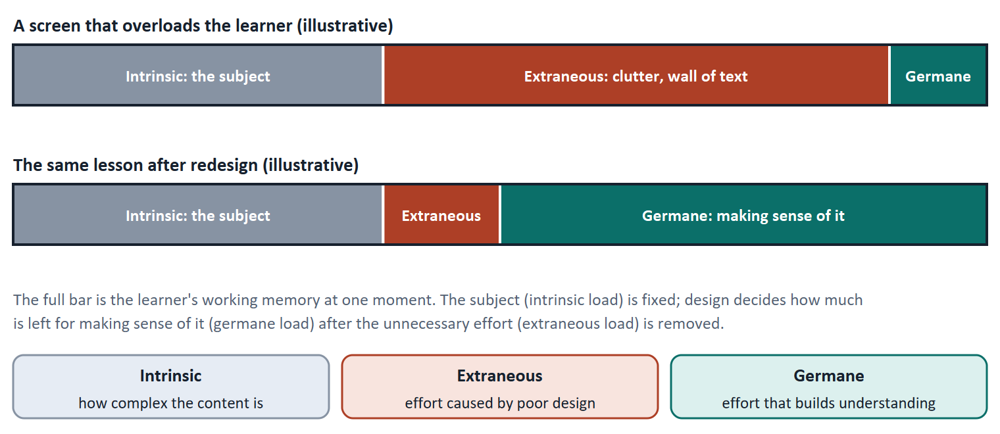 A screen that overloads the learner (illustrative)
Intrinsic: the subject
Extraneous: clutter, wall of text
Germane
The same lesson after redesign (illustrative)
Intrinsic: the subject
Extraneous
Germane: making sense of it
The full bar is the learner's working memory at one moment. The subject (intrinsic load) is fixed; design decides how much
is left for making sense of it (germane load) after the unnecessary effort (extraneous load) is removed.
Intrinsic
how complex the content is
Extraneous
effort caused by poor design
Germane
effort that builds understanding